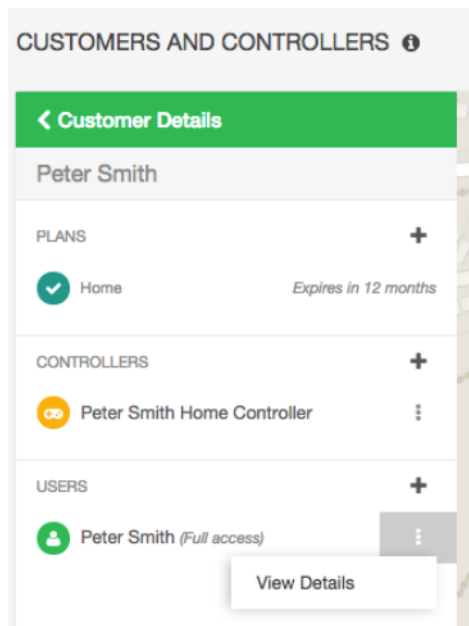 CUSTOMERS AND CONTROLLERS
Customer Details
Peter Smith
PLANS
Home Expires in 12 months
CONTROLLERS
Peter Smith Home Controller
USERS
Peter Smith (Full access)
View Details